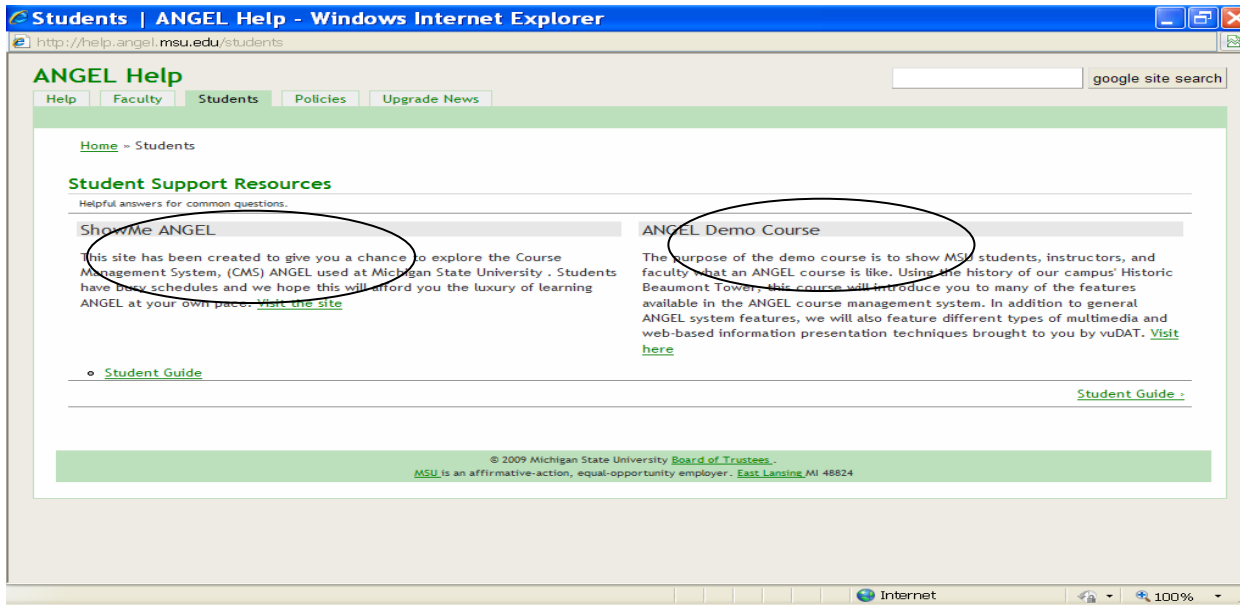 Students | ANGEL Help - Windows Internet Explorer
http://help.angel.msu.edu/students
ANGEL Help
google site search
Help Faculty Students Policies Upgrade News
Home » Students
Student Support Resources
Helpful answers for common questions.
ShowMe ANGEL
This site has been created to give you a chance to explore the Course
Management System, (CMS) ANGEL used at Michigan State University . Students
have busy schedules and we hope this will afford you the luxury of learning
ANGEL at your own pace. Visit the site
ANGEL Demo Course
The purpose of the demo course is to show MSU students, instructors, and
faculty what an ANGEL course is like. Using the history of our campus' Historic
Beaumont Tower, this course will introduce you to many of the features
available in the ANGEL course management system. In addition to general
ANGEL system features, we will also feature different types of multimedia and
web-based information presentation techniques brought to you by vuDAT. Visit
here
Student Guide
Student Guide ›
© 2009 Michigan State University Board of Trustees .
MSU is an affirmative-action, equal-opportunity employer. East Lansing MI 48824
Internet
100%